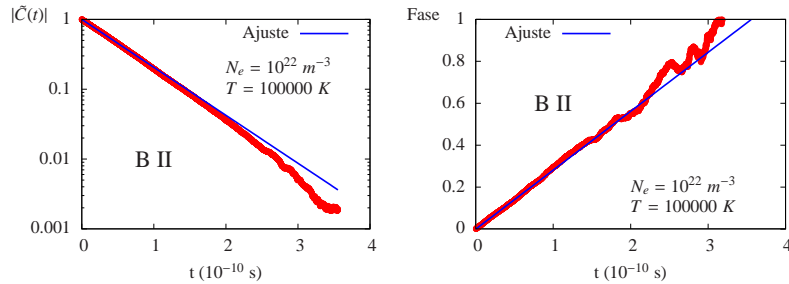 |C̃(t)|
1
0.1
0.01
0.001
Ajuste
N_e = 10^22 m^-3
T = 100000 K
B II
0 1 2 3 4
t (10^-10 s)
Fase
1
0.8
0.6
0.4
0.2
0
Ajuste
B II
N_e = 10^22 m^-3
T = 100000 K
0 1 2 3 4
t (10^-10 s)